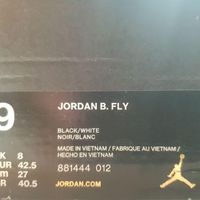 9
JORDAN B. FLY
BLACK/WHITE
NOIR/BLANC
MADE IN VIETNAM / FABRIQUE AU VIETNAM /
HECHO EN VIETNAM
K 8
UR 42.5
m 27
R 40.5
881444 012
JORDAN.COM